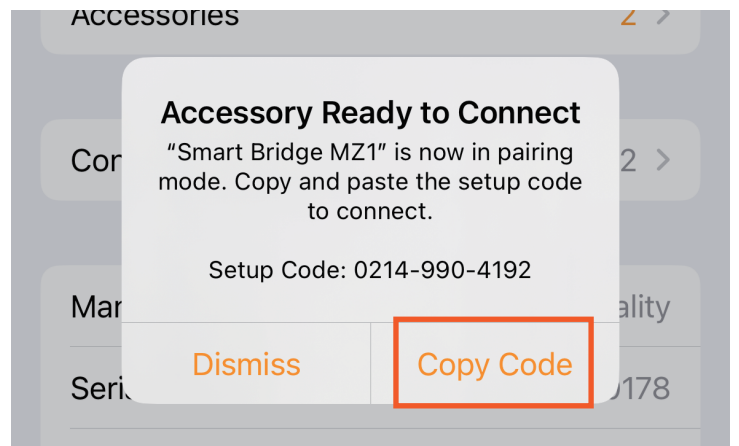 Accessories 2
Accessory Ready to Connect
“Smart Bridge MZ1” is now in pairing
mode. Copy and paste the setup code
to connect.
Setup Code: 0214-990-4192
Dismiss Copy Code